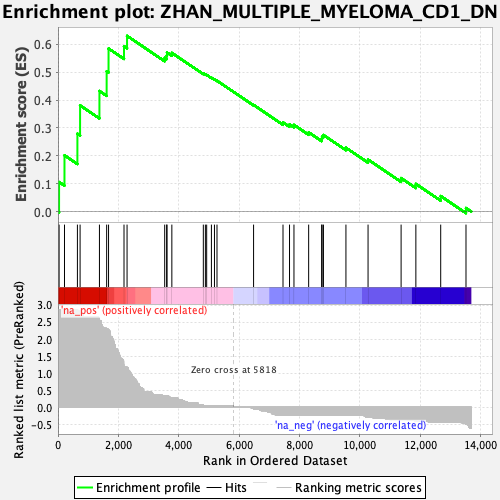 Enrichment plot: ZHAN_MULTIPLE_MYELOMA_CD1_DN
Enrichment score (ES)
0.6
0.5
0.4
0.3
0.2
0.1
0.0
'na_pos' (positively correlated)
Ranked list metric (PreRanked)
3.0
2.5
2.0
1.5
1.0
0.5
0.0
-0.5
Zero cross at 5818
'na_neg' (negatively correlated)
0
2,000
4,000
6,000
8,000
10,000
12,000
14,000
Rank in Ordered Dataset
Enrichment profile
Hits
Ranking metric scores